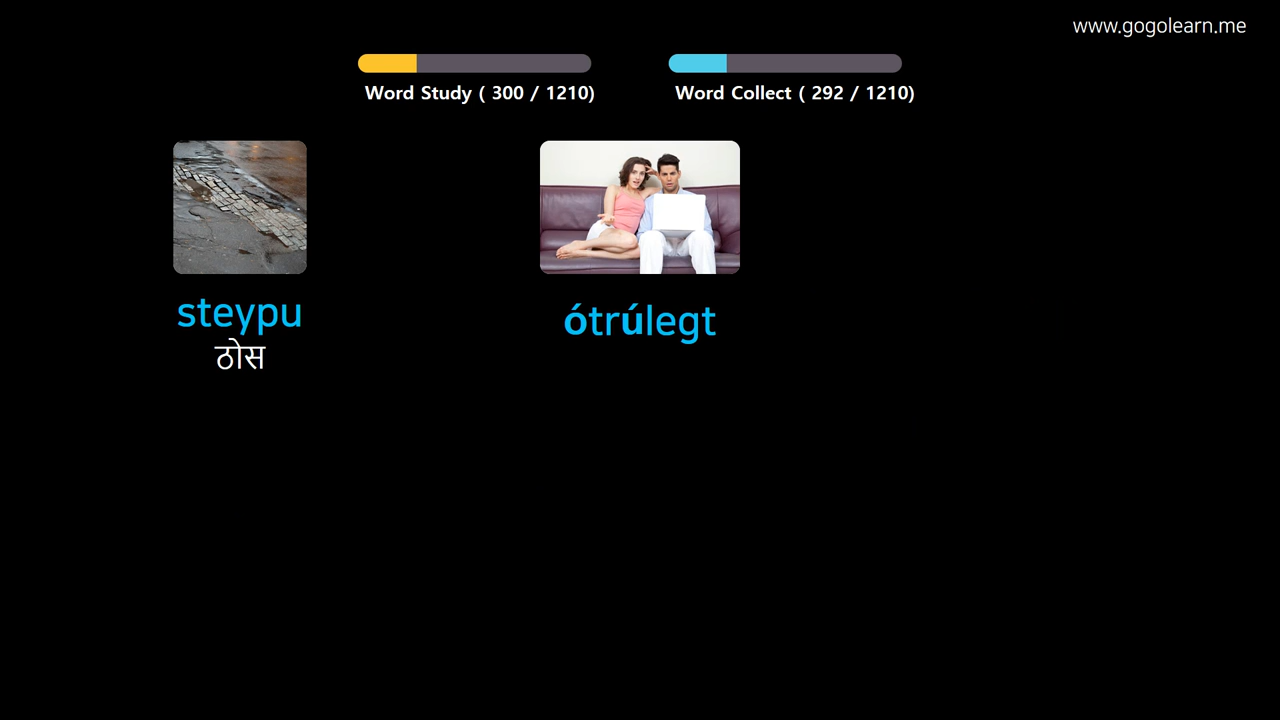 www.gogolearn.me
Word Study ( 300 / 1210)
Word Collect ( 292 / 1210)
steypu
ठोस
ótrúlegt